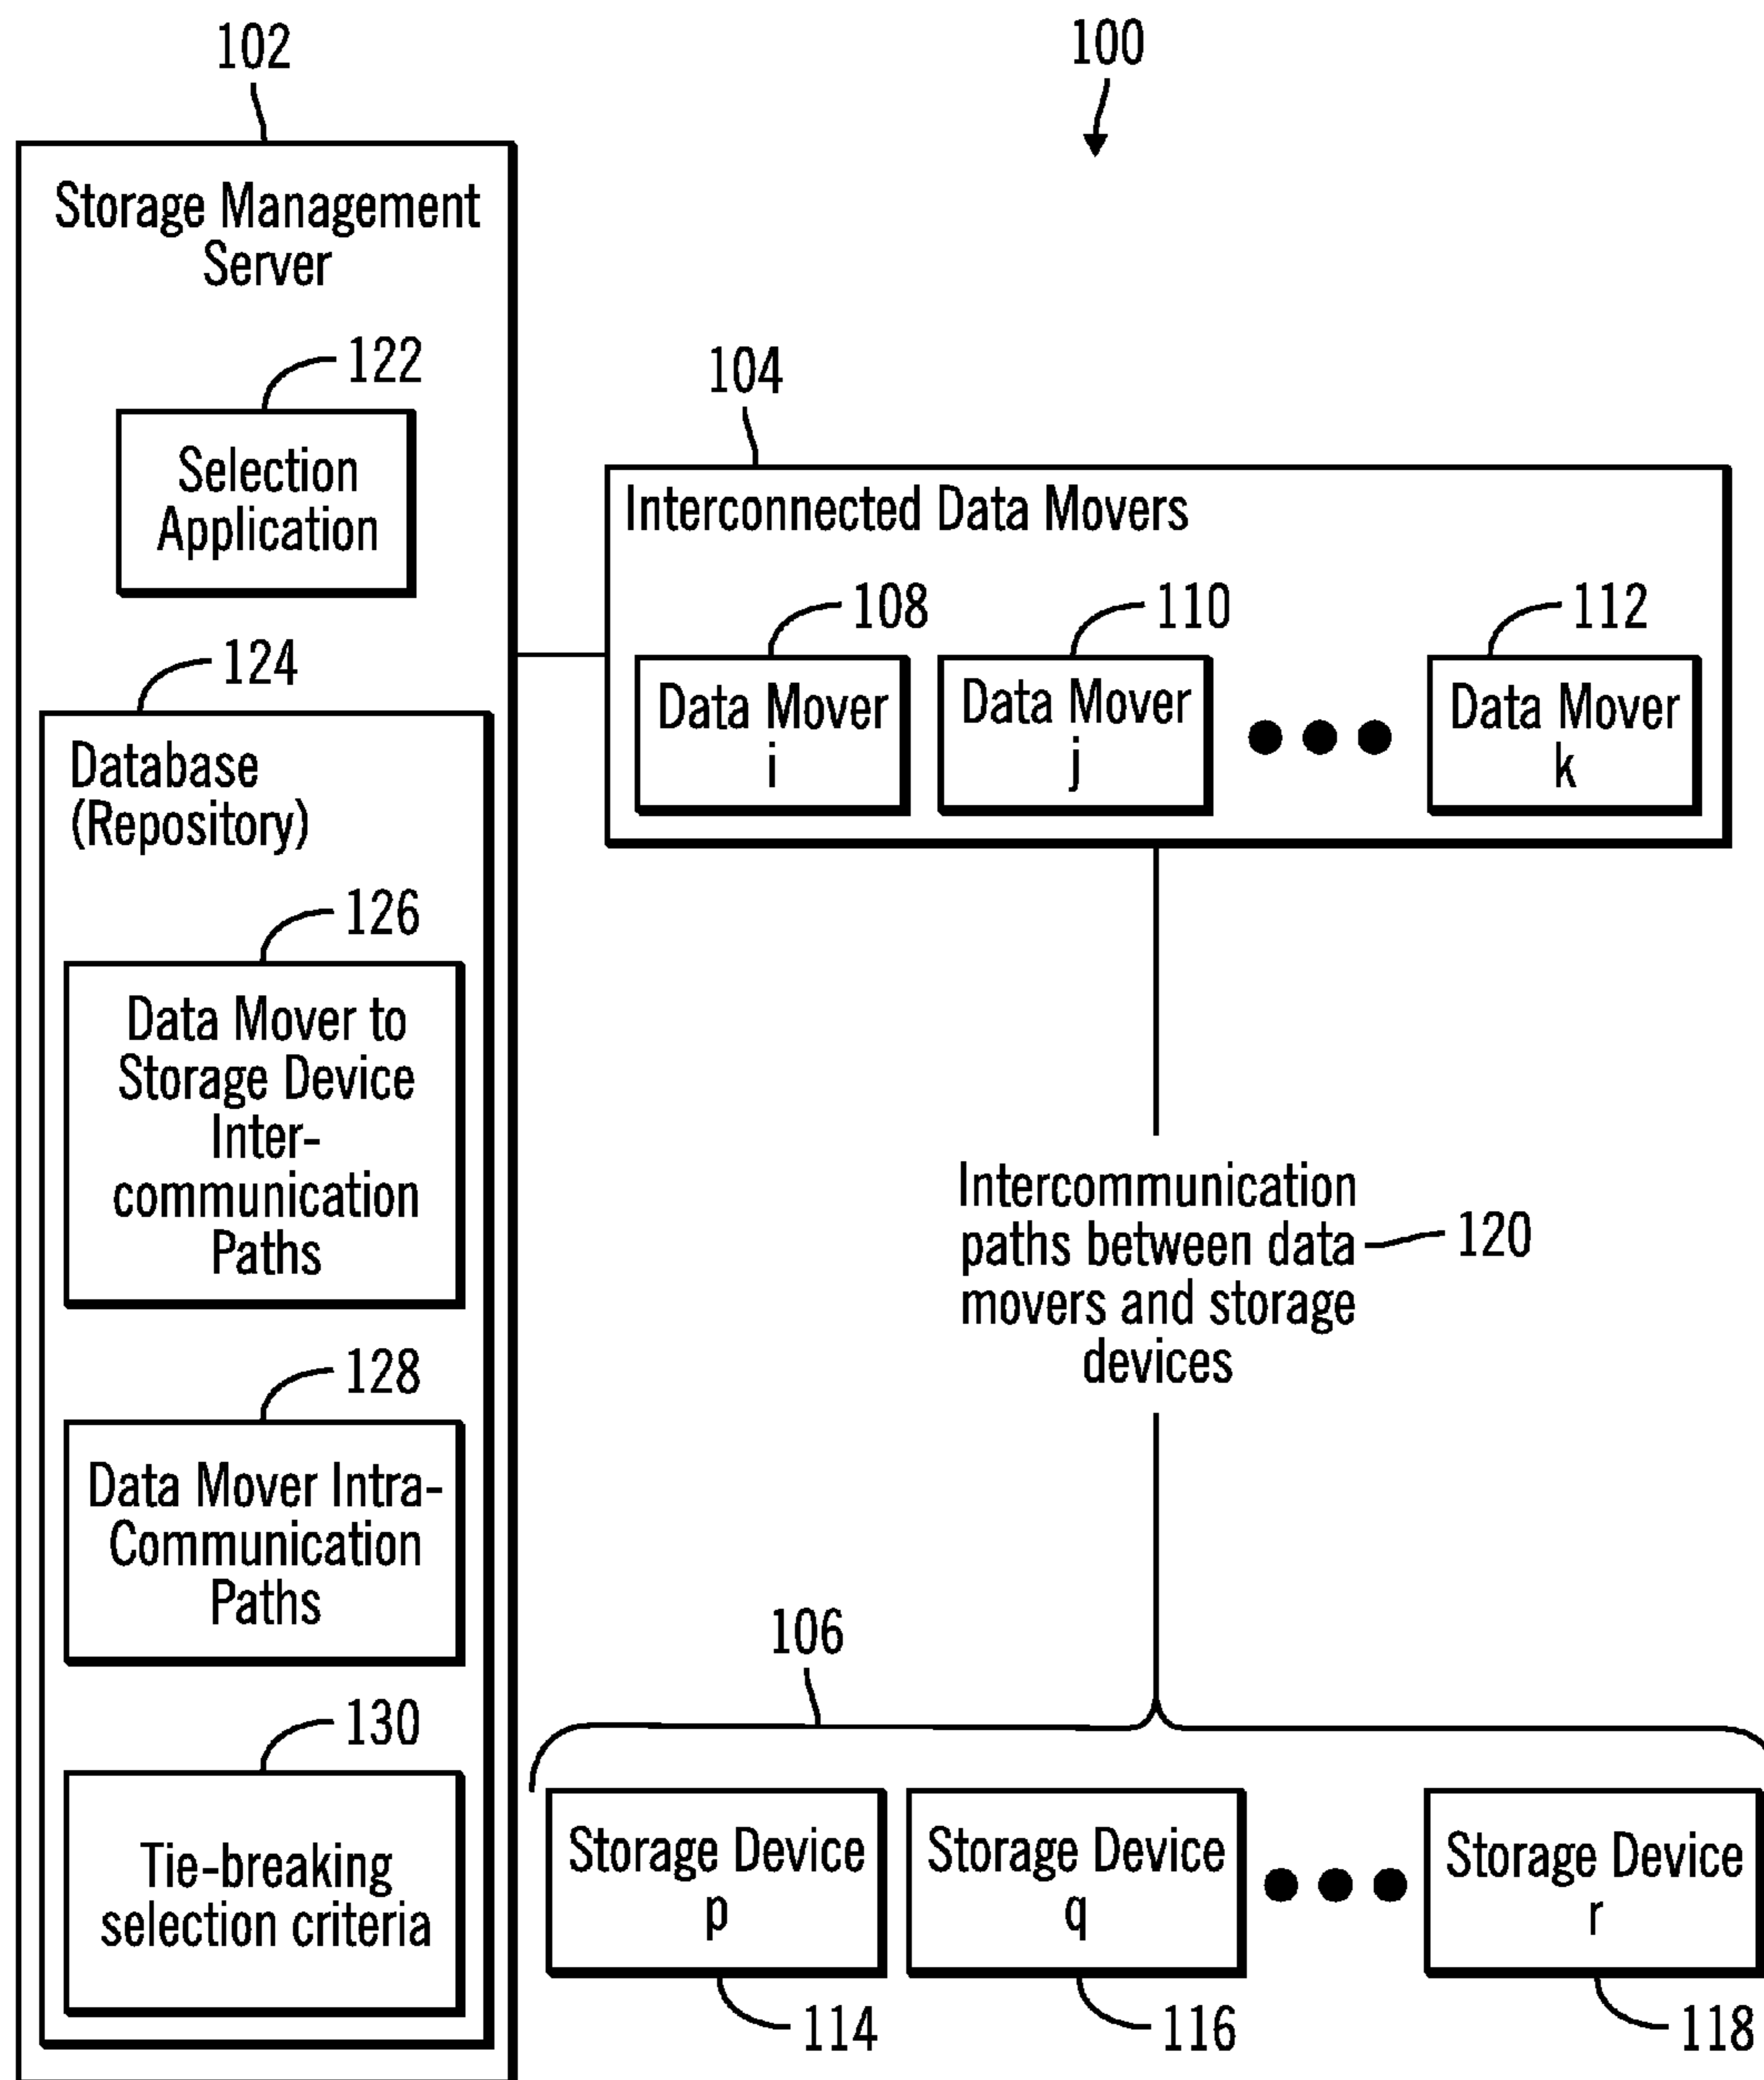 102
100
Storage Management
Server
122
Selection
Application
104
Interconnected Data Movers
108
110
112
Data Mover
i
Data Mover
j
Data Mover
k
124
Database
(Repository)
126
Data Mover to
Storage Device
Inter-
communication
Paths
Intercommunication
paths between data
movers and storage
devices
120
128
Data Mover Intra-
Communication
Paths
106
130
Tie-breaking
selection criteria
Storage Device
p
Storage Device
q
Storage Device
r
114
116
118